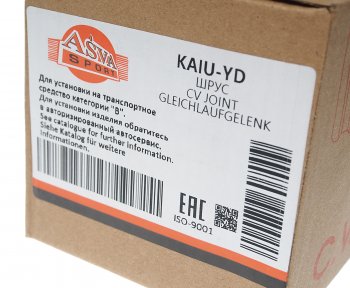 ASVA
SPORT
KAIU-YD
ШРУС
CV JOINT
GLEICHLAUFGELENK
Для установки на транспортное
средство категории "B".
Для установки изделия обратитесь
в авторизированный автосервис.
See catalogue for further information.
Siehe Katalog für weitere
Informationen.
EAC
ISO-9001